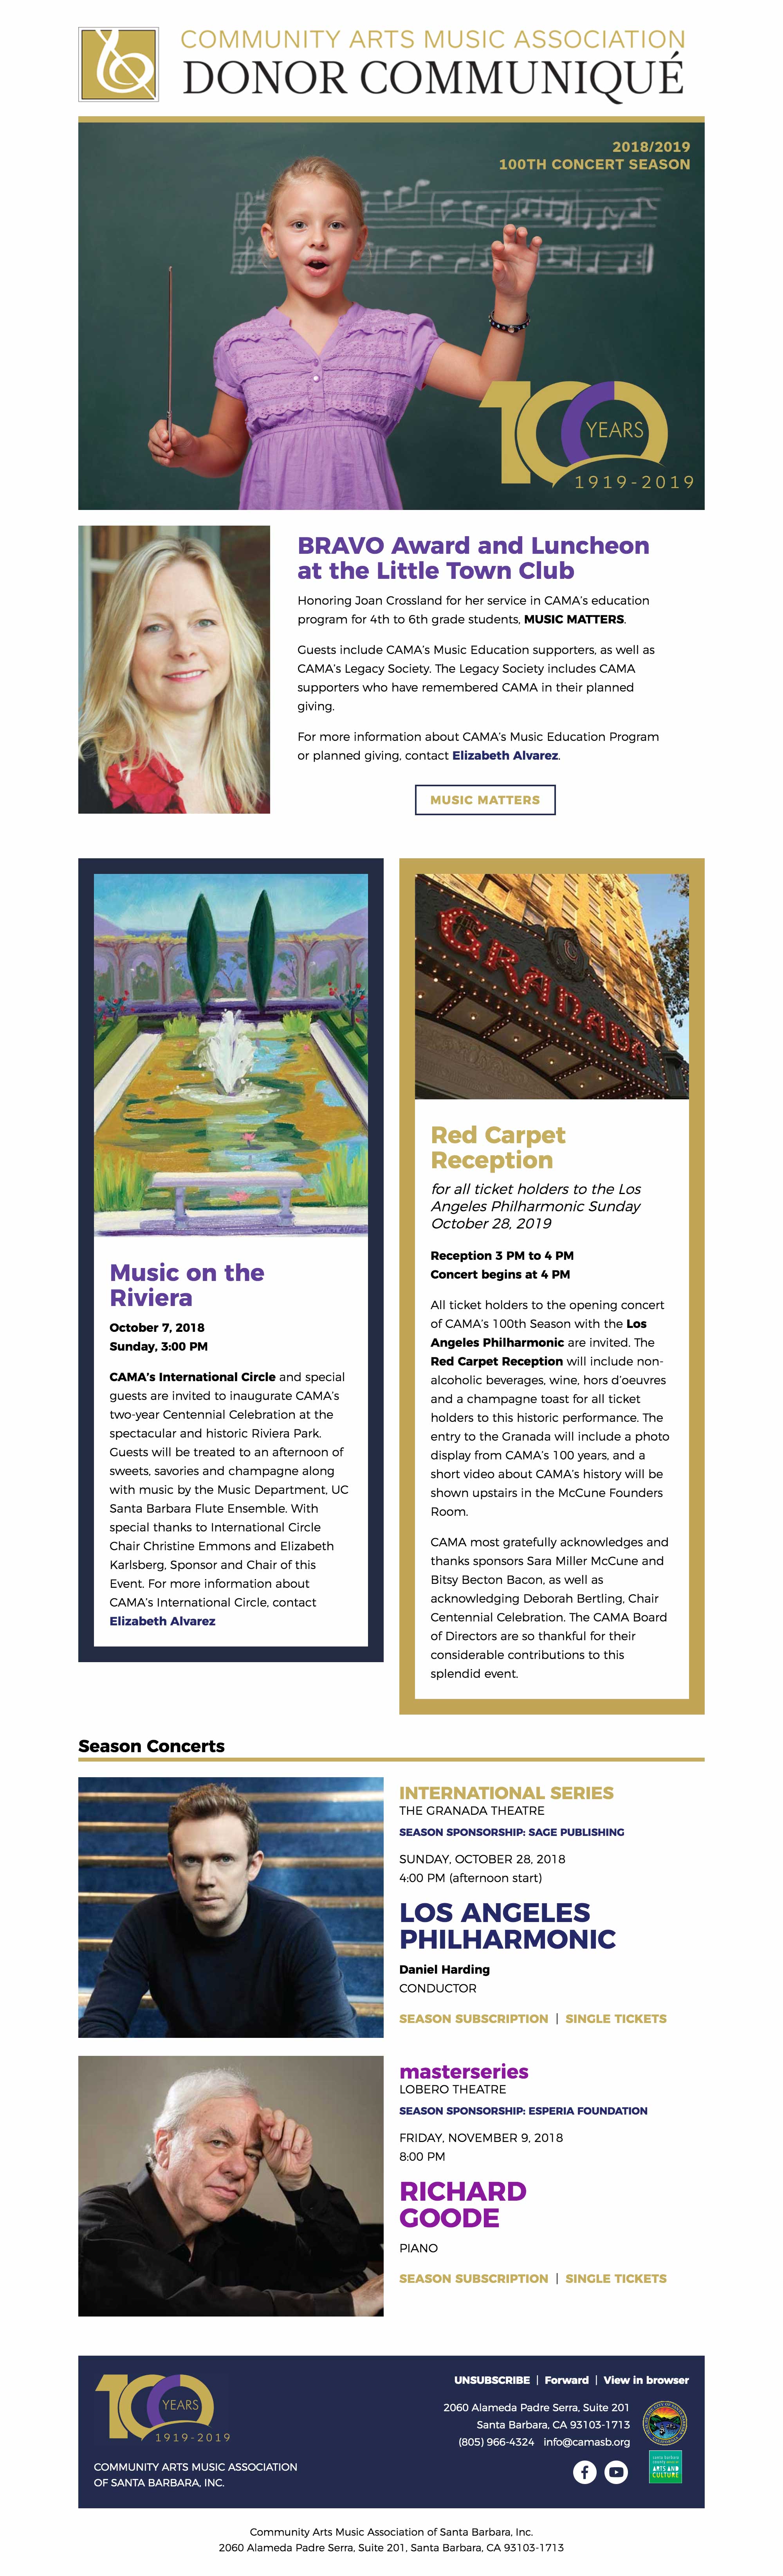 COMMUNITY ARTS MUSIC ASSOCIATION
DONOR COMMUNIQUÉ
2018/2019
100TH CONCERT SEASON
100
YEARS
1919-2019
BRAVO Award and Luncheon
at the Little Town Club
Honoring Joan Crossland for her service in CAMA's education
program for 4th to 6th grade students, MUSIC MATTERS.
Guests include CAMA's Music Education supporters, as well as
CAMA's Legacy Society. The Legacy Society includes CAMA
supporters who have remembered CAMA in their planned
giving.
For more information about CAMA's Music Education Program
or planned giving, contact Elizabeth Alvarez.
MUSIC MATTERS
Music on the
Riviera
October 7, 2018
Sunday, 3:00 PM
CAMA's International Circle and special
guests are invited to inaugurate CAMA's
two-year Centennial Celebration at the
spectacular and historic Riviera Park.
Guests will be treated to an afternoon of
sweets, savories and champagne along
with music by the Music Department, UC
Santa Barbara Flute Ensemble. With
special thanks to International Circle
Chair Christine Emmons and Elizabeth
Karlsberg, Sponsor and Chair of this
Event. For more information about
CAMA's International Circle, contact
Elizabeth Alvarez
GRANADA
Red Carpet
Reception
for all ticket holders to the Los
Angeles Philharmonic Sunday
October 28, 2019
Reception 3 PM to 4 PM
Concert begins at 4 PM
All ticket holders to the opening concert
of CAMA's 100th Season with the Los
Angeles Philharmonic are invited. The
Red Carpet Reception will include non-
alcoholic beverages, wine, hors d'oeuvres
and a champagne toast for all ticket
holders to this historic performance. The
entry to the Granada will include a photo
display from CAMA's 100 years, and a
short video about CAMA's history will be
shown upstairs in the McCune Founders
Room.
CAMA most gratefully acknowledges and
thanks sponsors Sara Miller McCune and
Bitsy Becton Bacon, as well as
acknowledging Deborah Bertling, Chair
Centennial Celebration. The CAMA Board
of Directors are so thankful for their
considerable contributions to this
splendid event.
Season Concerts
INTERNATIONAL SERIES
THE GRANADA THEATRE
SEASON SPONSORSHIP: SAGE PUBLISHING
SUNDAY, OCTOBER 28, 2018
4:00 PM (afternoon start)
LOS ANGELES
PHILHARMONIC
Daniel Harding
CONDUCTOR
SEASON SUBSCRIPTION | SINGLE TICKETS
masterseries
LOBERO THEATRE
SEASON SPONSORSHIP: ESPERIA FOUNDATION
FRIDAY, NOVEMBER 9, 2018
8:00 PM
RICHARD
GOODE
PIANO
SEASON SUBSCRIPTION | SINGLE TICKETS
100
YEARS
1919-2019
COMMUNITY ARTS MUSIC ASSOCIATION
OF SANTA BARBARA, INC.
UNSUBSCRIBE | Forward | View in browser
2060 Alameda Padre Serra, Suite 201
Santa Barbara, CA 93103-1713
(805) 966-4324 info@camasb.org
ARTS AND
CULTURE
Community Arts Music Association of Santa Barbara, Inc.
2060 Alameda Padre Serra, Suite 201, Santa Barbara, CA 93103-1713